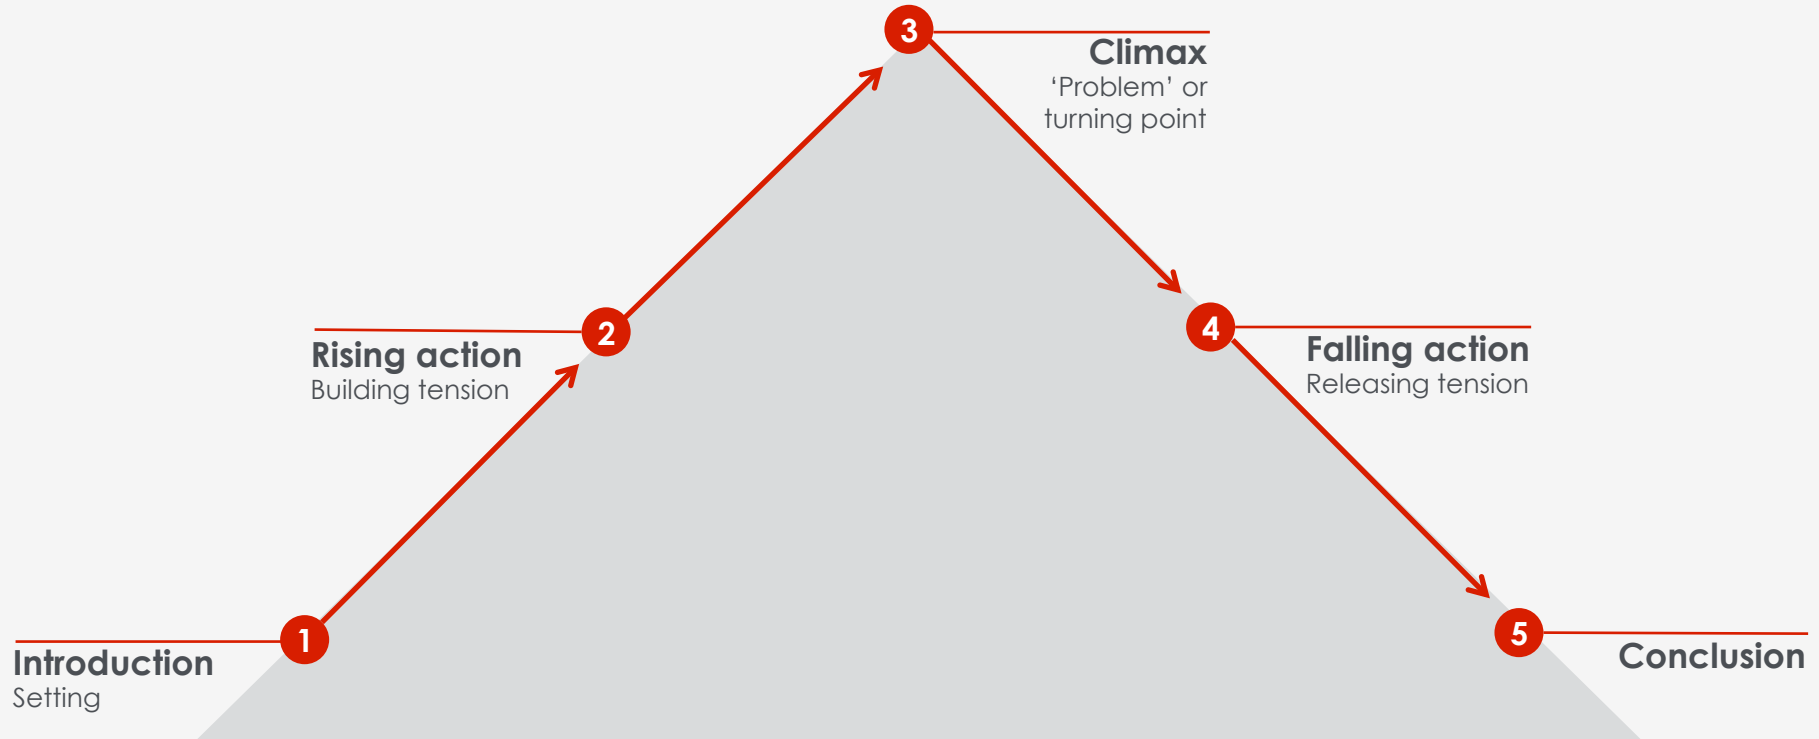 1
Introduction
Setting
2
Rising action
Building tension
3
Climax
‘Problem’ or
turning point
4
Falling action
Releasing tension
5
Conclusion